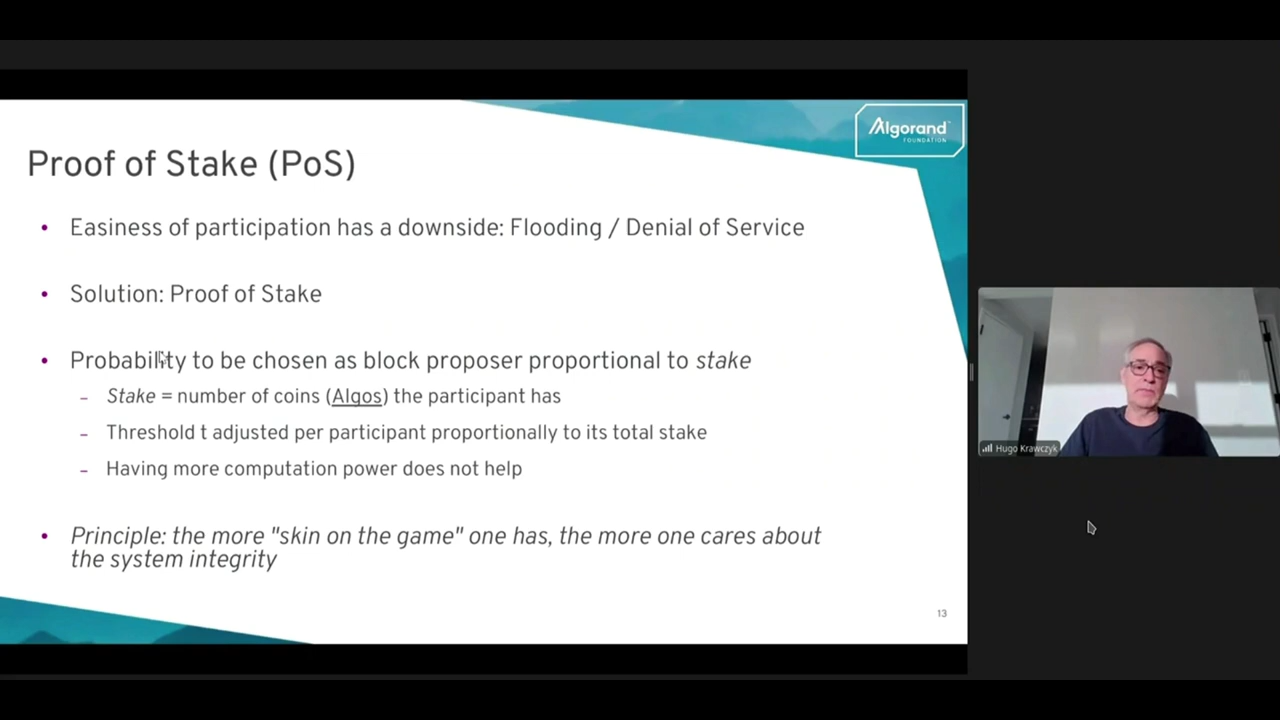 Algorand
FOUNDATION
Proof of Stake (PoS)
• Easiness of participation has a downside: Flooding / Denial of Service
• Solution: Proof of Stake
• Probability to be chosen as block proposer proportional to stake
– Stake = number of coins (Algos) the participant has
– Threshold t adjusted per participant proportionally to its total stake
– Having more computation power does not help
• Principle: the more "skin on the game" one has, the more one cares about
the system integrity
13
Hugo Krawczyk